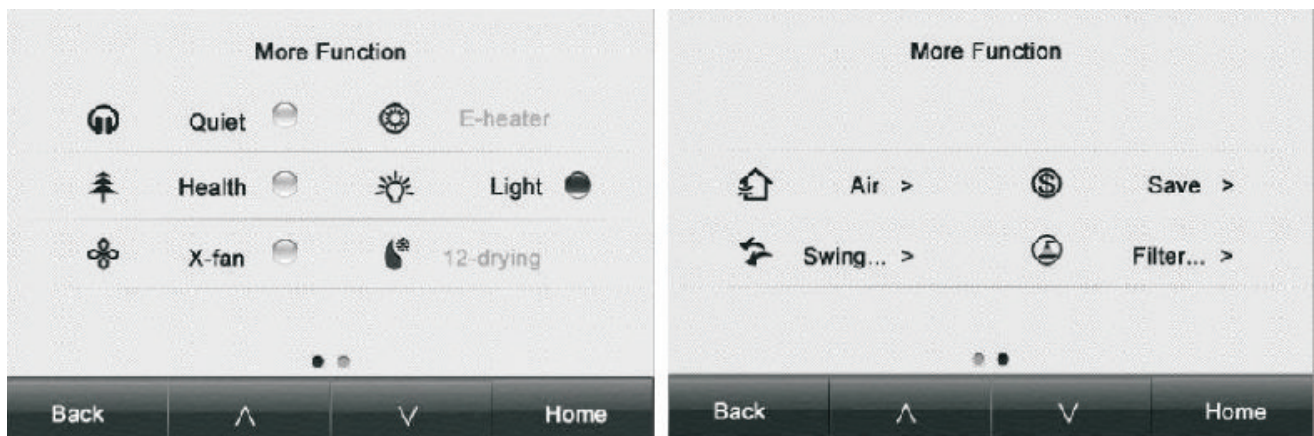 More Function
Quiet E-heater
Health Light
X-fan 12-drying
Back ∧ ∨ Home
More Function
Air > Save >
Swing... > Filter... >
Back ∧ ∨ Home